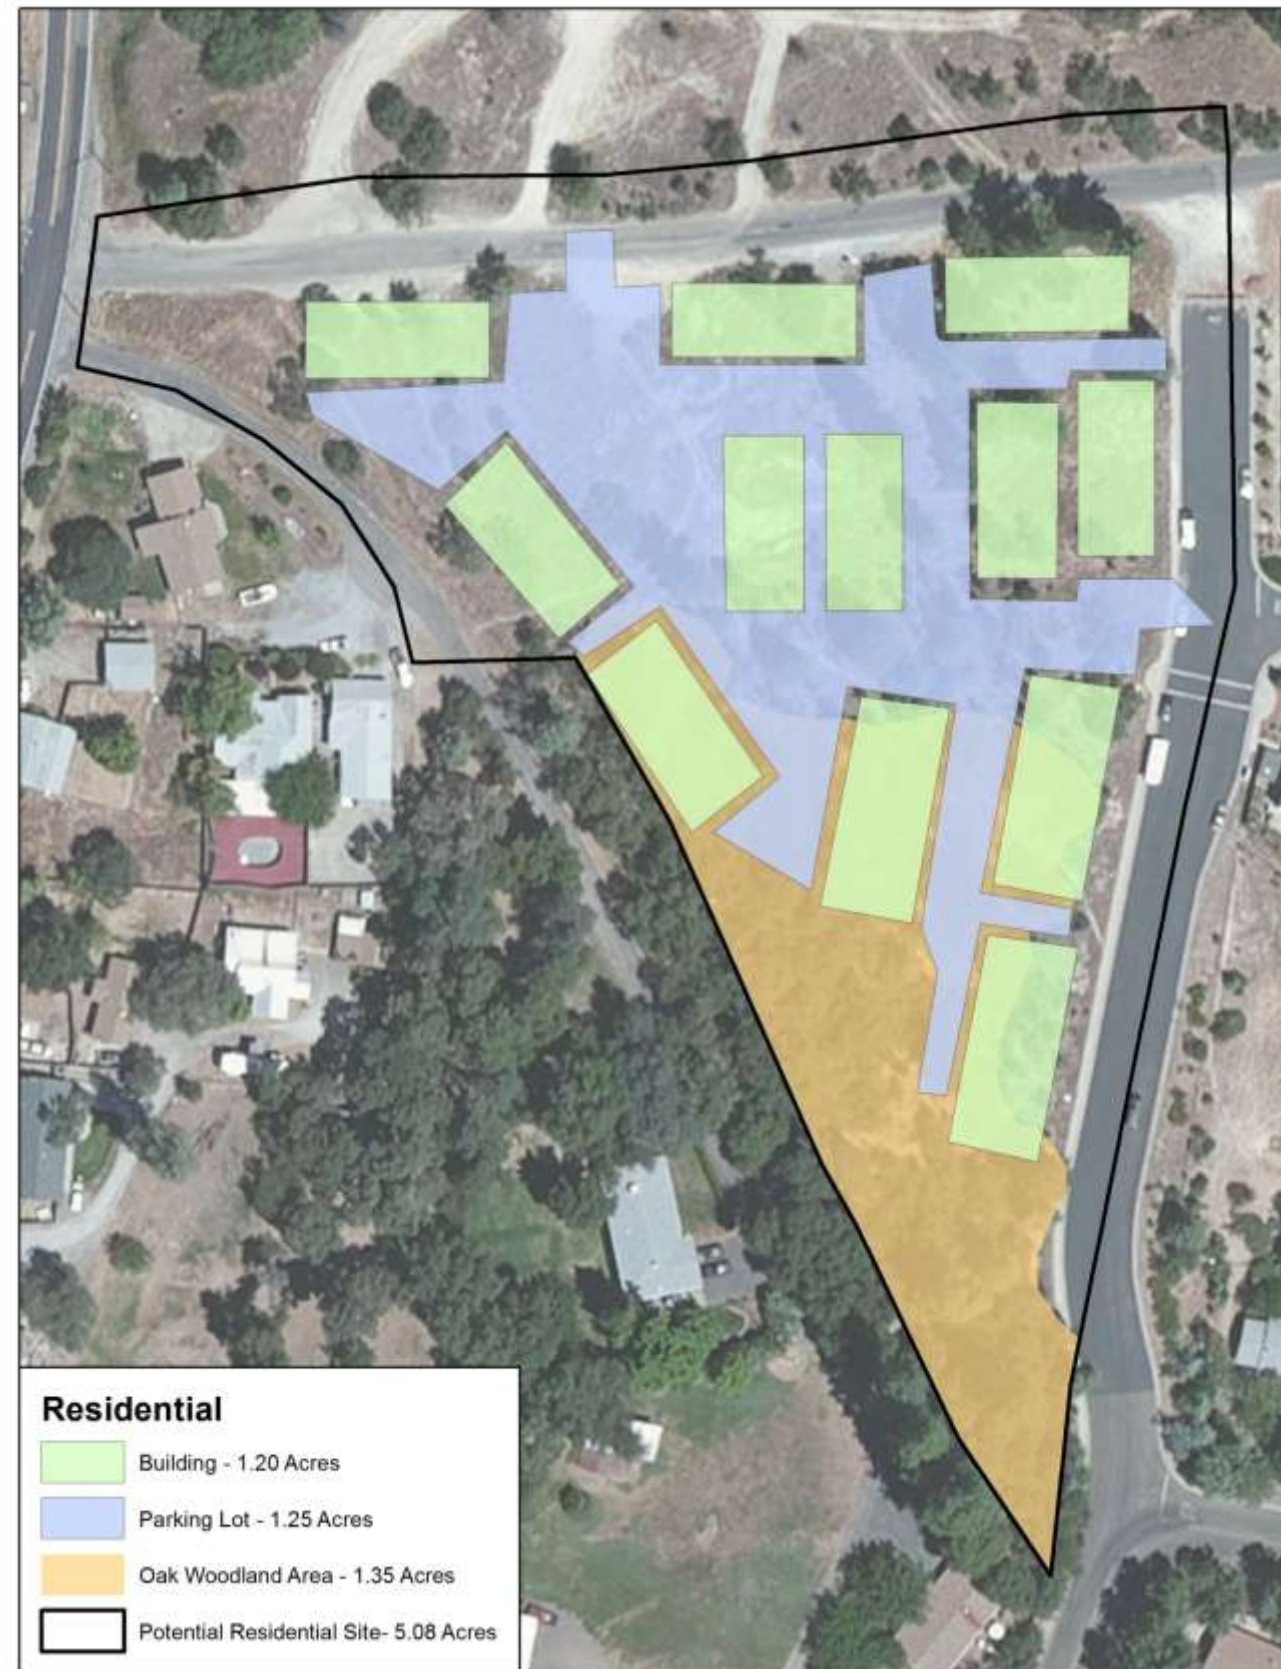 Residential
Building - 1.20 Acres
Parking Lot - 1.25 Acres
Oak Woodland Area - 1.35 Acres
Potential Residential Site- 5.08 Acres